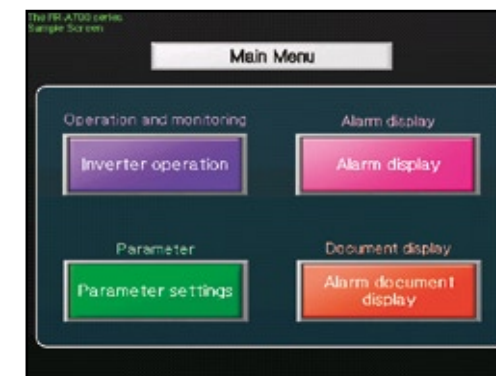 The FR-A700 series
Sample Screen
Main Menu
Operation and monitoring
Alarm display
Inverter operation
Alarm display
Parameter
Document display
Parameter settings
Alarm document
display